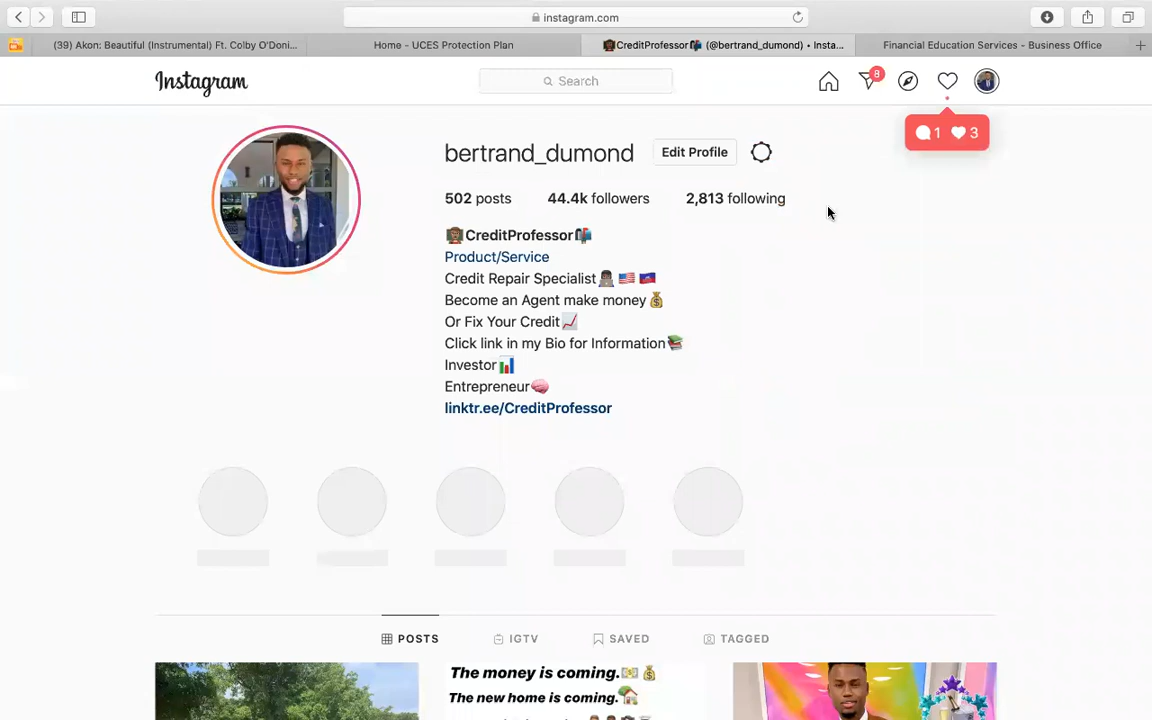 instagram.com
(39) Akon: Beautiful (Instrumental) Ft. Colby O'Doni...
Home - UCES Protection Plan
CreditProfessor (@bertrand_dumond) • Insta...
Financial Education Services - Business Office
Instagram
Search
8
1 3
bertrand_dumond
Edit Profile
502 posts 44.4k followers 2,813 following
CreditProfessor
Product/Service
Credit Repair Specialist
Become an Agent make money
Or Fix Your Credit
Click link in my Bio for Information
Investor
Entrepreneur
linktr.ee/CreditProfessor
POSTS
IGTV
SAVED
TAGGED
The money is coming.
The new home is coming.